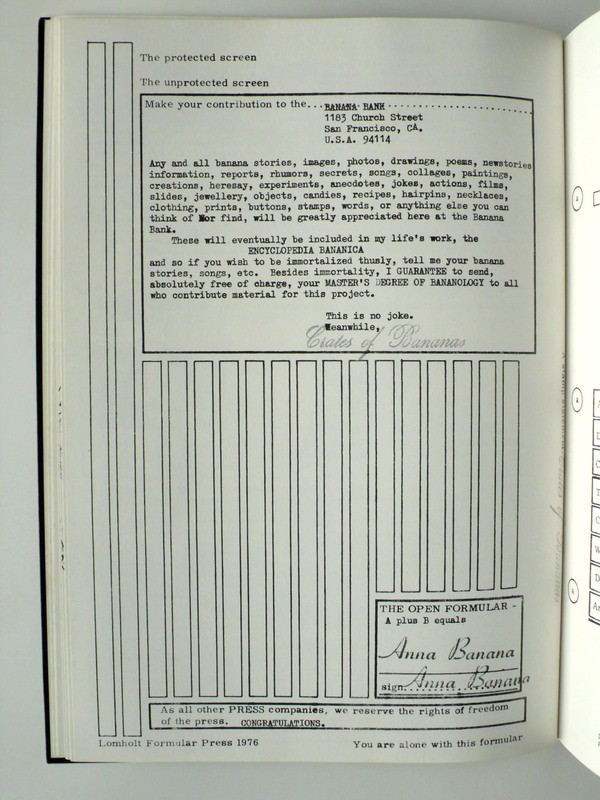 The protected screen
The unprotected screen
Make your contribution to the...BANANA BANK
1183 Church Street
San Francisco, CA.
U.S.A. 94114
Any and all banana stories, images, photos, drawings, poems, newstories
information, reports, rhumors, secrets, songs, collages, paintings,
creations, heresay, experiments, anecdotes, jokes, actions, films,
slides, jewellery, objects, candies, recipes, hairpins, necklaces,
clothing, prints, buttons, stamps, words, or anything else you can
think of or find, will be greatly appreciated here at the Banana
Bank.
These will eventually be included in my life's work, the
ENCYCLOPEDIA BANANICA
and so if you wish to be immortalized thusly, tell me your banana
stories, songs, etc. Besides immortality, I GUARANTEE to send,
absolutely free of charge, your MASTER'S DEGREE OF BANANOLOGY to all
who contribute material for this project.
This is no joke.
Meanwhile,
Crates of Bananas
THE OPEN FORMULAR -
A plus B equals
Anna Banana
sign. Anna Banana
As all other PRESS companies, we reserve the rights of freedom
of the press. CONGRATULATIONS.
Lomholt Formular Press 1976
You are alone with this formular